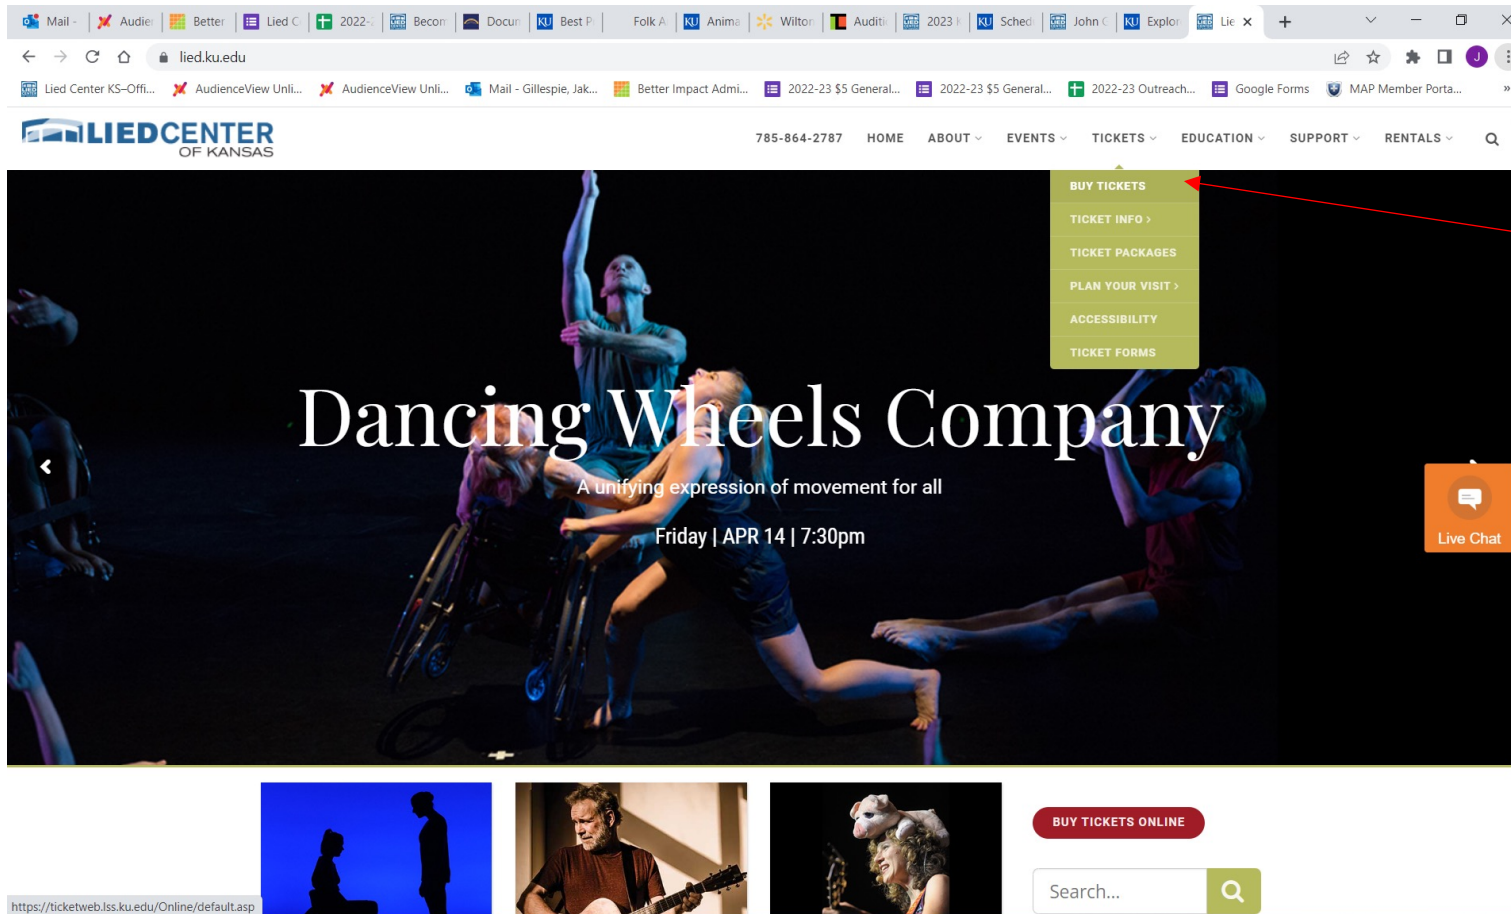 Mail -
Audien
Better
Lied C
2022-2
Becom
Docun
Best P
Folk A
Anima
Wilton
Auditi
2023 K
Sched
John G
Explor
Lie
lied.ku.edu
J
Lied Center KS–Offi...
AudienceView Unli...
AudienceView Unli...
Mail - Gillespie, Jak...
Better Impact Admi...
2022-23 $5 General...
2022-23 $5 General...
2022-23 Outreach...
Google Forms
MAP Member Porta...
»
LIEDCENTER
OF KANSAS
785-864-2787 HOME ABOUT EVENTS TICKETS EDUCATION SUPPORT RENTALS
BUY TICKETS
TICKET INFO >
TICKET PACKAGES
PLAN YOUR VISIT >
ACCESSIBILITY
TICKET FORMS
Dancing Wheels Company
A unifying expression of movement for all
Friday | APR 14 | 7:30pm
Live Chat
BUY TICKETS ONLINE
Search...
https://ticketweb.lss.ku.edu/Online/default.asp